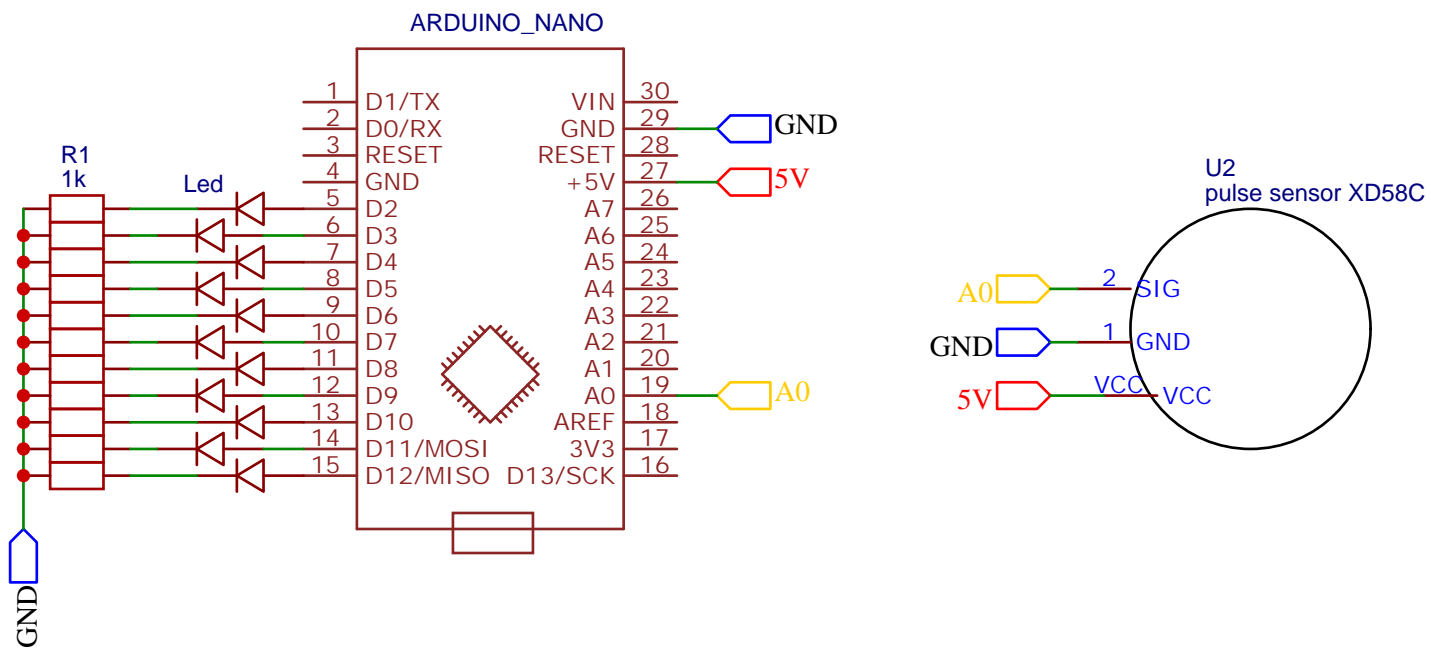 ARDUINO_NANO
1 D1/TX VIN 30
2 D0/RX GND 29 GND
3 RESET RESET 28
4 GND +5V 27 5V
R1
1k
Led
5 D2 A7 26
6 D3 A6 25
7 D4 A5 24
8 D5 A4 23
9 D6 A3 22
10 D7 A2 21
11 D8 A1 20
12 D9 A0 19 A0
13 D10 AREF 18
14 D11/MOSI 3V3 17
15 D12/MISO D13/SCK 16
GND
U2
pulse sensor XD58C
A0 2 SIG
GND 1 GND
5V VCC VCC